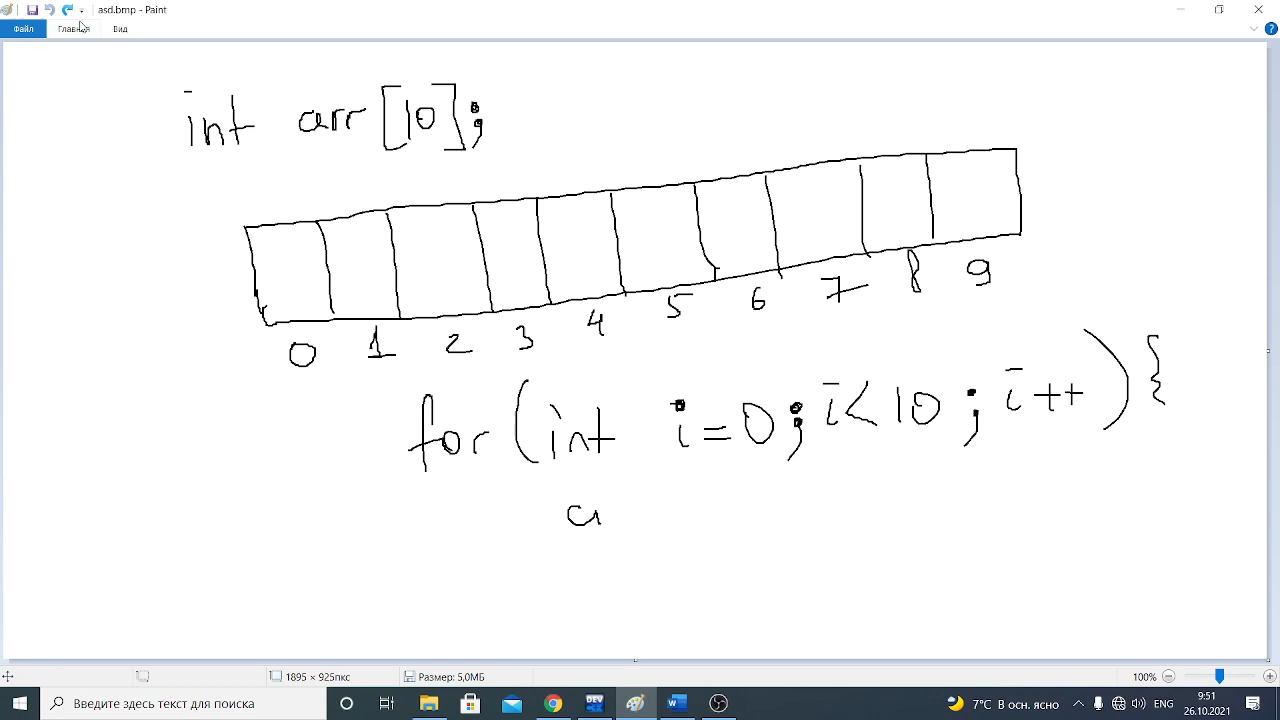 asd.bmp - Paint
Файл Главная Вид
int arr [10];
0 1 2 3 4 5 6 7 8 9
for (int i=0; i<10; i++) {
a
1895 × 925пкс Размер: 5,0МБ 100%
Введите здесь текст для поиска DEV 7°C В осн. ясно ENG 9:51
26.10.2021